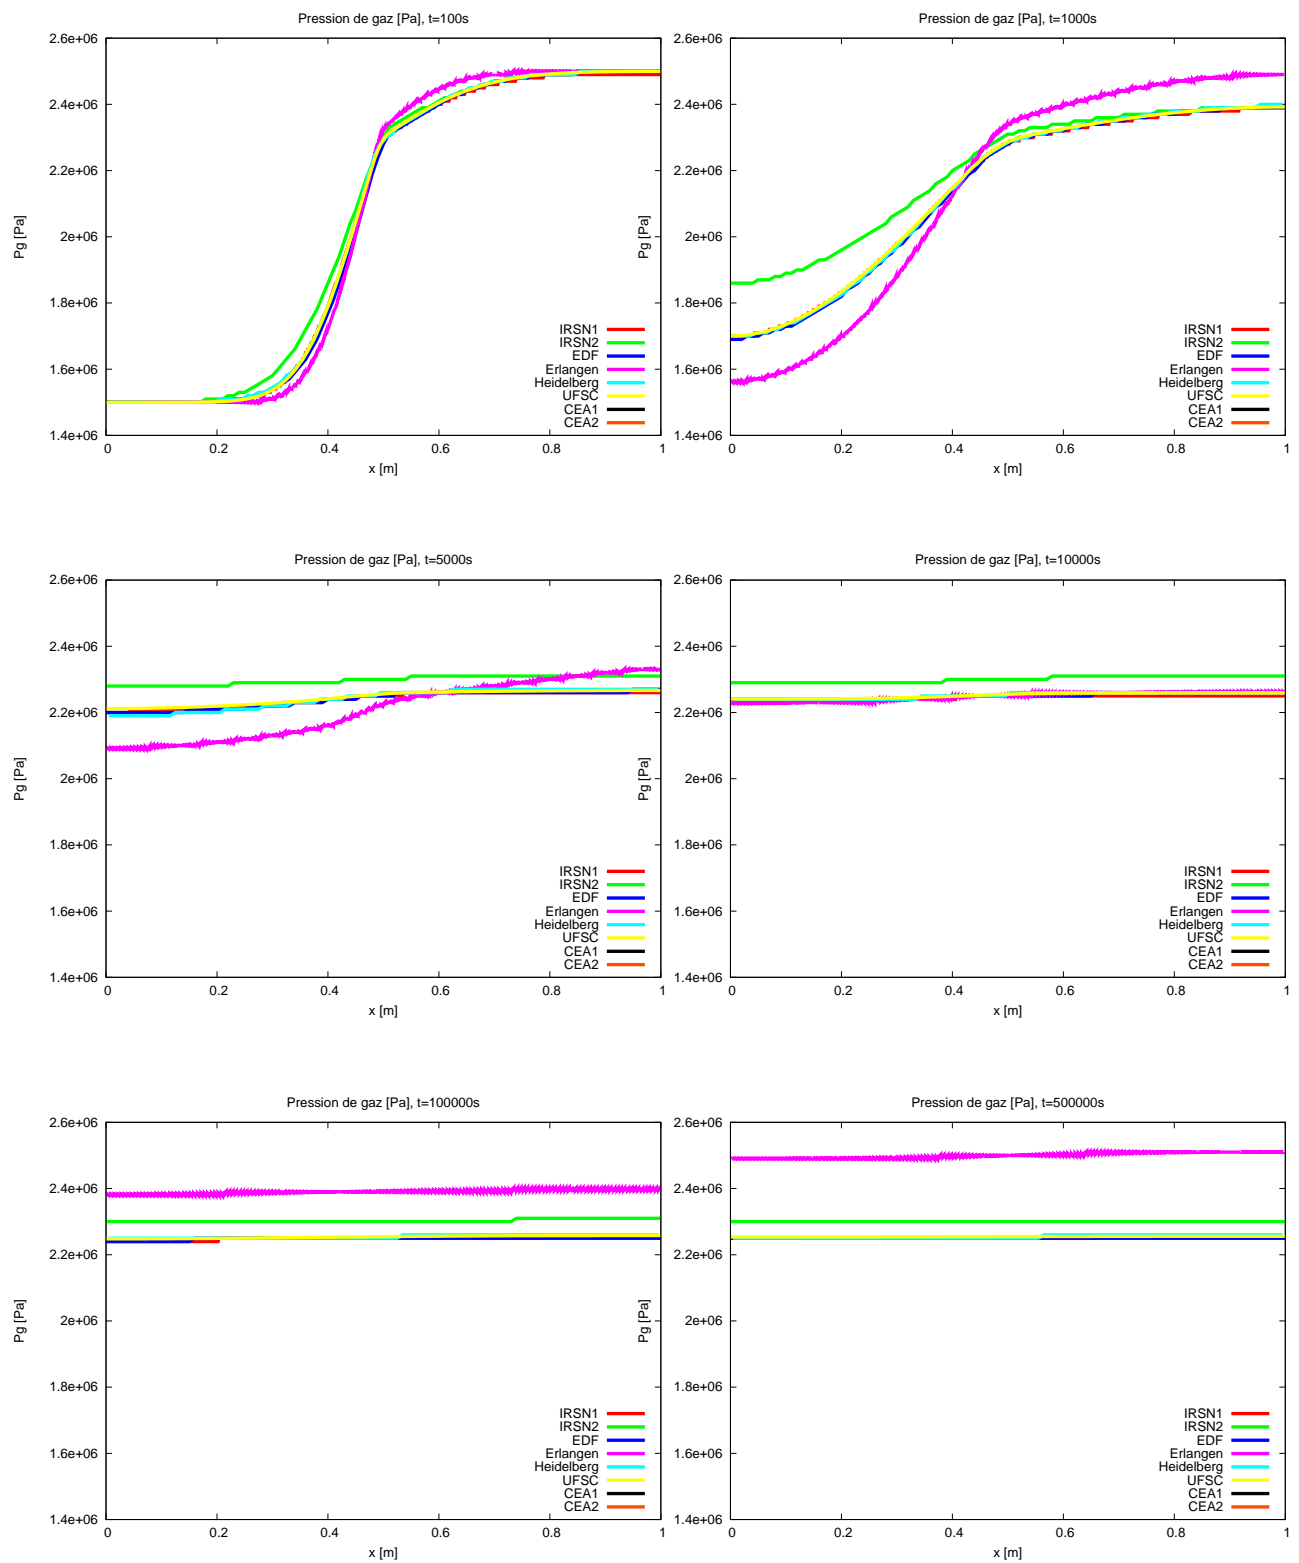 Pression de gaz [Pa], t=100s
2.6e+06
2.4e+06
2.2e+06
2e+06
1.8e+06
1.6e+06
1.4e+06
Pg [Pa]
IRSN1
IRSN2
EDF
Erlangen
Heidelberg
UFSC
CEA1
CEA2
0 0.2 0.4 0.6 0.8 1
x [m]
Pression de gaz [Pa], t=1000s
2.6e+06
2.4e+06
2.2e+06
2e+06
1.8e+06
1.6e+06
1.4e+06
Pg [Pa]
IRSN1
IRSN2
EDF
Erlangen
Heidelberg
UFSC
CEA1
CEA2
0 0.2 0.4 0.6 0.8 1
x [m]
Pression de gaz [Pa], t=5000s
2.6e+06
2.4e+06
2.2e+06
2e+06
1.8e+06
1.6e+06
1.4e+06
Pg [Pa]
IRSN1
IRSN2
EDF
Erlangen
Heidelberg
UFSC
CEA1
CEA2
0 0.2 0.4 0.6 0.8 1
x [m]
Pression de gaz [Pa], t=10000s
2.6e+06
2.4e+06
2.2e+06
2e+06
1.8e+06
1.6e+06
1.4e+06
Pg [Pa]
IRSN1
IRSN2
EDF
Erlangen
Heidelberg
UFSC
CEA1
CEA2
0 0.2 0.4 0.6 0.8 1
x [m]
Pression de gaz [Pa], t=100000s
2.6e+06
2.4e+06
2.2e+06
2e+06
1.8e+06
1.6e+06
1.4e+06
Pg [Pa]
IRSN1
IRSN2
EDF
Erlangen
Heidelberg
UFSC
CEA1
CEA2
0 0.2 0.4 0.6 0.8 1
x [m]
Pression de gaz [Pa], t=500000s
2.6e+06
2.4e+06
2.2e+06
2e+06
1.8e+06
1.6e+06
1.4e+06
Pg [Pa]
IRSN1
IRSN2
EDF
Erlangen
Heidelberg
UFSC
CEA1
CEA2
0 0.2 0.4 0.6 0.8 1
x [m]